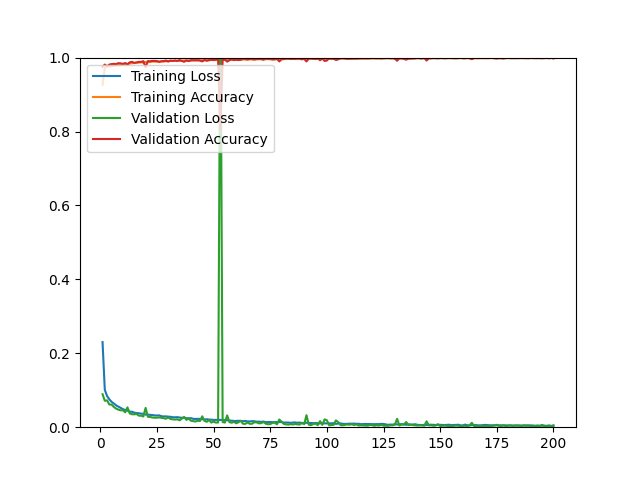 1.0
0.8
0.6
0.4
0.2
0.0
Training Loss
Training Accuracy
Validation Loss
Validation Accuracy
0 25 50 75 100 125 150 175 200